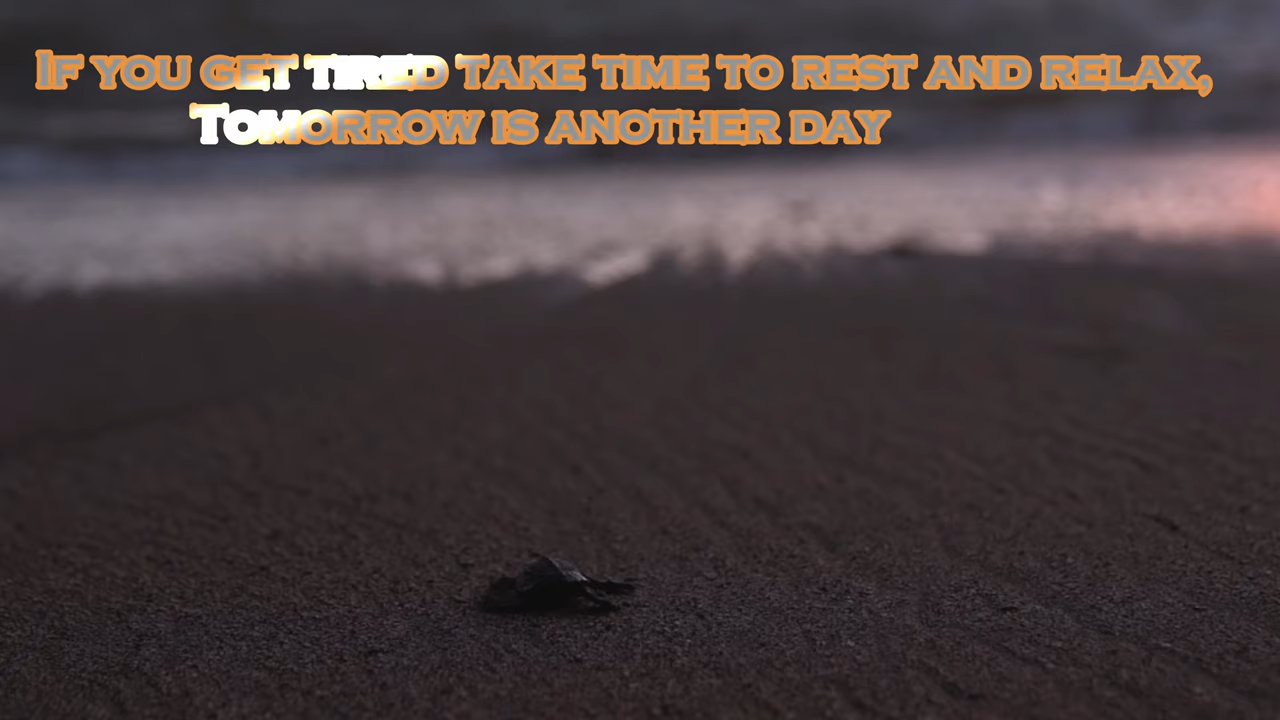 If you get tired take time to rest and relax,
Tomorrow is another day